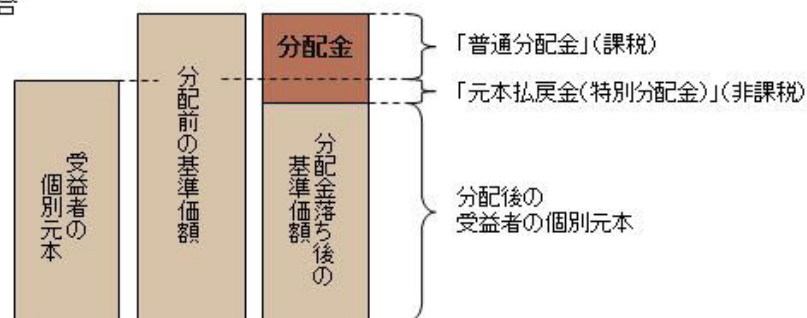 受益者の
個別元本
分配前の基準価額
分配金
分配金落ち後の
基準価額
「普通分配金」(課税)
「元本払戻金(特別分配金)」(非課税)
分配後の
受益者の個別元本